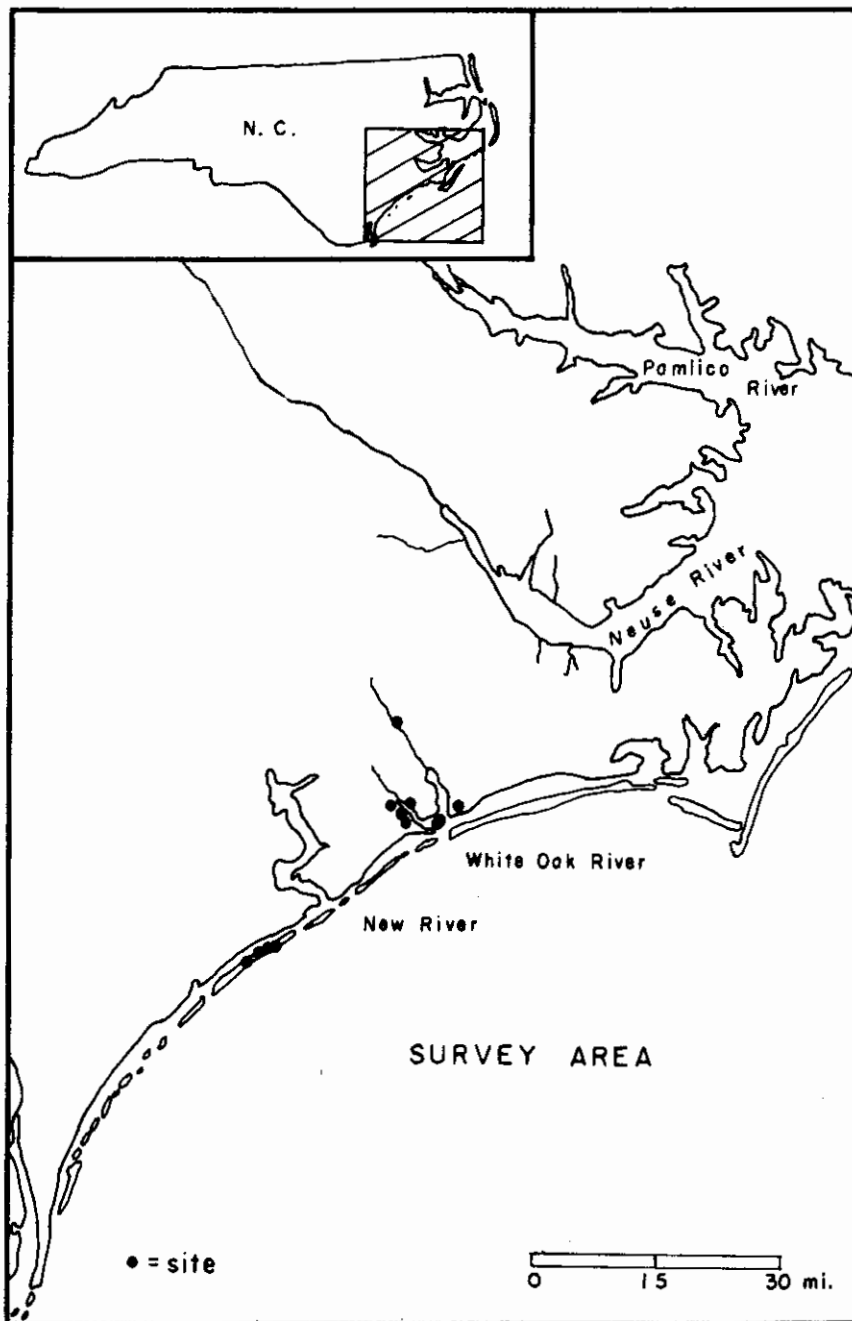 N. C.
Pamlico
River
Neuse River
White Oak River
New River
SURVEY AREA
• = site
0 15 30 mi.